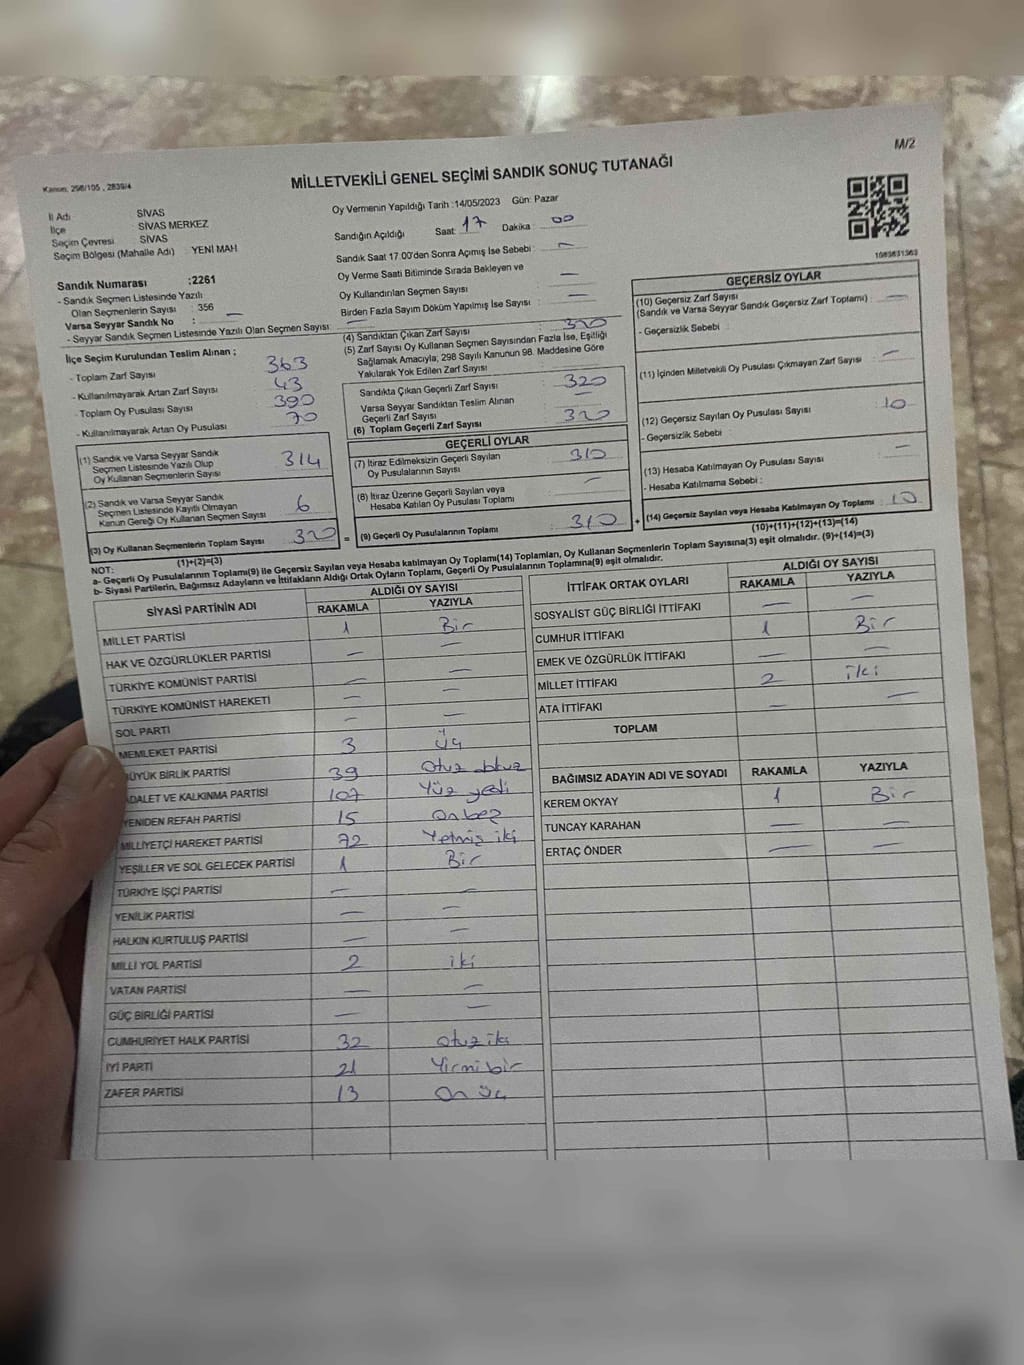 M/2
Kanun, 298/105 , 2839/4
MİLLETVEKİLİ GENEL SEÇİMİ SANDIK SONUÇ TUTANAĞI
İl Adı SİVAS
İlçe SİVAS MERKEZ
Seçim Çevresi SİVAS
Seçim Bölgesi (Mahalle Adı) : YENİ MAH
Sandık Numarası :2261
- Sandık Seçmen Listesinde Yazılı
Olan Seçmenlerin Sayısı : 356
Varsa Seyyar Sandık No : —
- Seyyar Sandık Seçmen Listesinde Yazılı Olan Seçmen Sayısı : —
Oy Vermenin Yapıldığı Tarih :14/05/2023 Gün: Pazar
Sandığın Açıldığı Saat: 17 Dakika : 00
Sandık Saat 17.00'den Sonra Açımış İse Sebebi : —
Oy Verme Saati Bitiminde Sırada Bekleyen ve
Oy Kullandırılan Seçmen Sayısı : —
Birden Fazla Sayım Döküm Yapılmış İse Sayısı : —
1083831563
İlçe Seçim Kurulundan Teslim Alınan ;
- Toplam Zarf Sayısı : 363
- Kullanılmayarak Artan Zarf Sayısı : 43
- Toplam Oy Pusulası Sayısı : 390
- Kullanılmayarak Artan Oy Pusulası : 70
(1) Sandık ve Varsa Seyyar Sandık
Seçmen Listesinde Yazılı Olup
Oy Kullanan Seçmenlerin Sayısı : 314
(2) Sandık ve Varsa Seyyar Sandık
Seçmen Listesinde Kayıtlı Olmayan
Kanun Gereği Oy Kullanan Seçmen Sayısı : 6
(3) Oy Kullanan Seçmenlerin Toplam Sayısı : 320
(1)+(2)=(3)
(4) Sandıktan Çıkan Zarf Sayısı : 320
(5) Zarf Sayısı Oy Kullanan Seçmen Sayısından Fazla İse, Eşitliği
Sağlamak Amacıyla; 298 Sayılı Kanunun 98. Maddesine Göre
Yakılarak Yok Edilen Zarf Sayısı : —
Sandıkta Çıkan Geçerli Zarf Sayısı : 320
Varsa Seyyar Sandıktan Teslim Alınan
Geçerli Zarf Sayısı : —
(6) Toplam Geçerli Zarf Sayısı : 320
GEÇERLİ OYLAR
(7) İtiraz Edilmeksizin Geçerli Sayılan
Oy Pusulalarının Sayısı : 310
(8) İtiraz Üzerine Geçerli Sayılan veya
Hesaba Katılan Oy Pusulası Toplamı : —
= (9) Geçerli Oy Pusulalarının Toplamı : 310
GEÇERSİZ OYLAR
(10) Geçersiz Zarf Sayısı : —
(Sandık ve Varsa Seyyar Sandık Geçersiz Zarf Toplamı)
- Geçersizlik Sebebi :
(11) İçinden Milletvekili Oy Pusulası Çıkmayan Zarf Sayısı : —
(12) Geçersiz Sayılan Oy Pusulası Sayısı : 10
- Geçersizlik Sebebi :
(13) Hesaba Katılmayan Oy Pusulası Sayısı : —
- Hesaba Katılmama Sebebi :
+ (14) Geçersiz Sayılan veya Hesaba Katılmayan Oy Toplamı : 10
(10)+(11)+(12)+(13)=(14)
NOT:
a- Geçerli Oy Pusulalarının Toplamı(9) ile Geçersiz Sayılan veya Hesaba katılmayan Oy Toplamı(14) Toplamları, Oy Kullanan Seçmenlerin Toplam Sayısına(3) eşit olmalıdır. (9)+(14)=(3)
b- Siyasi Partilerin, Bağımsız Adayların ve İttifakların Aldığı Ortak Oyların Toplamı, Geçerli Oy Pusulalarının Toplamına(9) eşit olmalıdır.
SİYASİ PARTİNİN ADI ALDIĞI OY SAYISI
RAKAMLA YAZIYLA
MİLLET PARTİSİ 1 Bir
HAK VE ÖZGÜRLÜKLER PARTİSİ — —
TÜRKİYE KOMÜNİST PARTİSİ — —
TÜRKİYE KOMÜNİST HAREKETİ — —
SOL PARTİ — —
MEMLEKET PARTİSİ 3 üç
BÜYÜK BİRLİK PARTİSİ 39 Otuz dokuz
ADALET VE KALKINMA PARTİSİ 107 Yüz yedi
YENİDEN REFAH PARTİSİ 15 Onbeş
MİLLİYETÇİ HAREKET PARTİSİ 72 Yetmiş iki
YEŞİLLER VE SOL GELECEK PARTİSİ 1 Bir
TÜRKİYE İŞÇİ PARTİSİ — —
YENİLİK PARTİSİ — —
HALKIN KURTULUŞ PARTİSİ — —
MİLLİ YOL PARTİSİ 2 iki
VATAN PARTİSİ — —
GÜÇ BİRLİĞİ PARTİSİ — —
CUMHURİYET HALK PARTİSİ 32 Otuz iki
İYİ PARTİ 21 Yirmi bir
ZAFER PARTİSİ 13 On üç
İTTİFAK ORTAK OYLARI ALDIĞI OY SAYISI
RAKAMLA YAZIYLA
SOSYALİST GÜÇ BİRLİĞİ İTTİFAKI — —
CUMHUR İTTİFAKI 1 Bir
EMEK VE ÖZGÜRLÜK İTTİFAKI — —
MİLLET İTTİFAKI 2 iki
ATA İTTİFAKI — —
TOPLAM
BAĞIMSIZ ADAYIN ADI VE SOYADI RAKAMLA YAZIYLA
KEREM OKYAY 1 Bir
TUNCAY KARAHAN — —
ERTAÇ ÖNDER — —